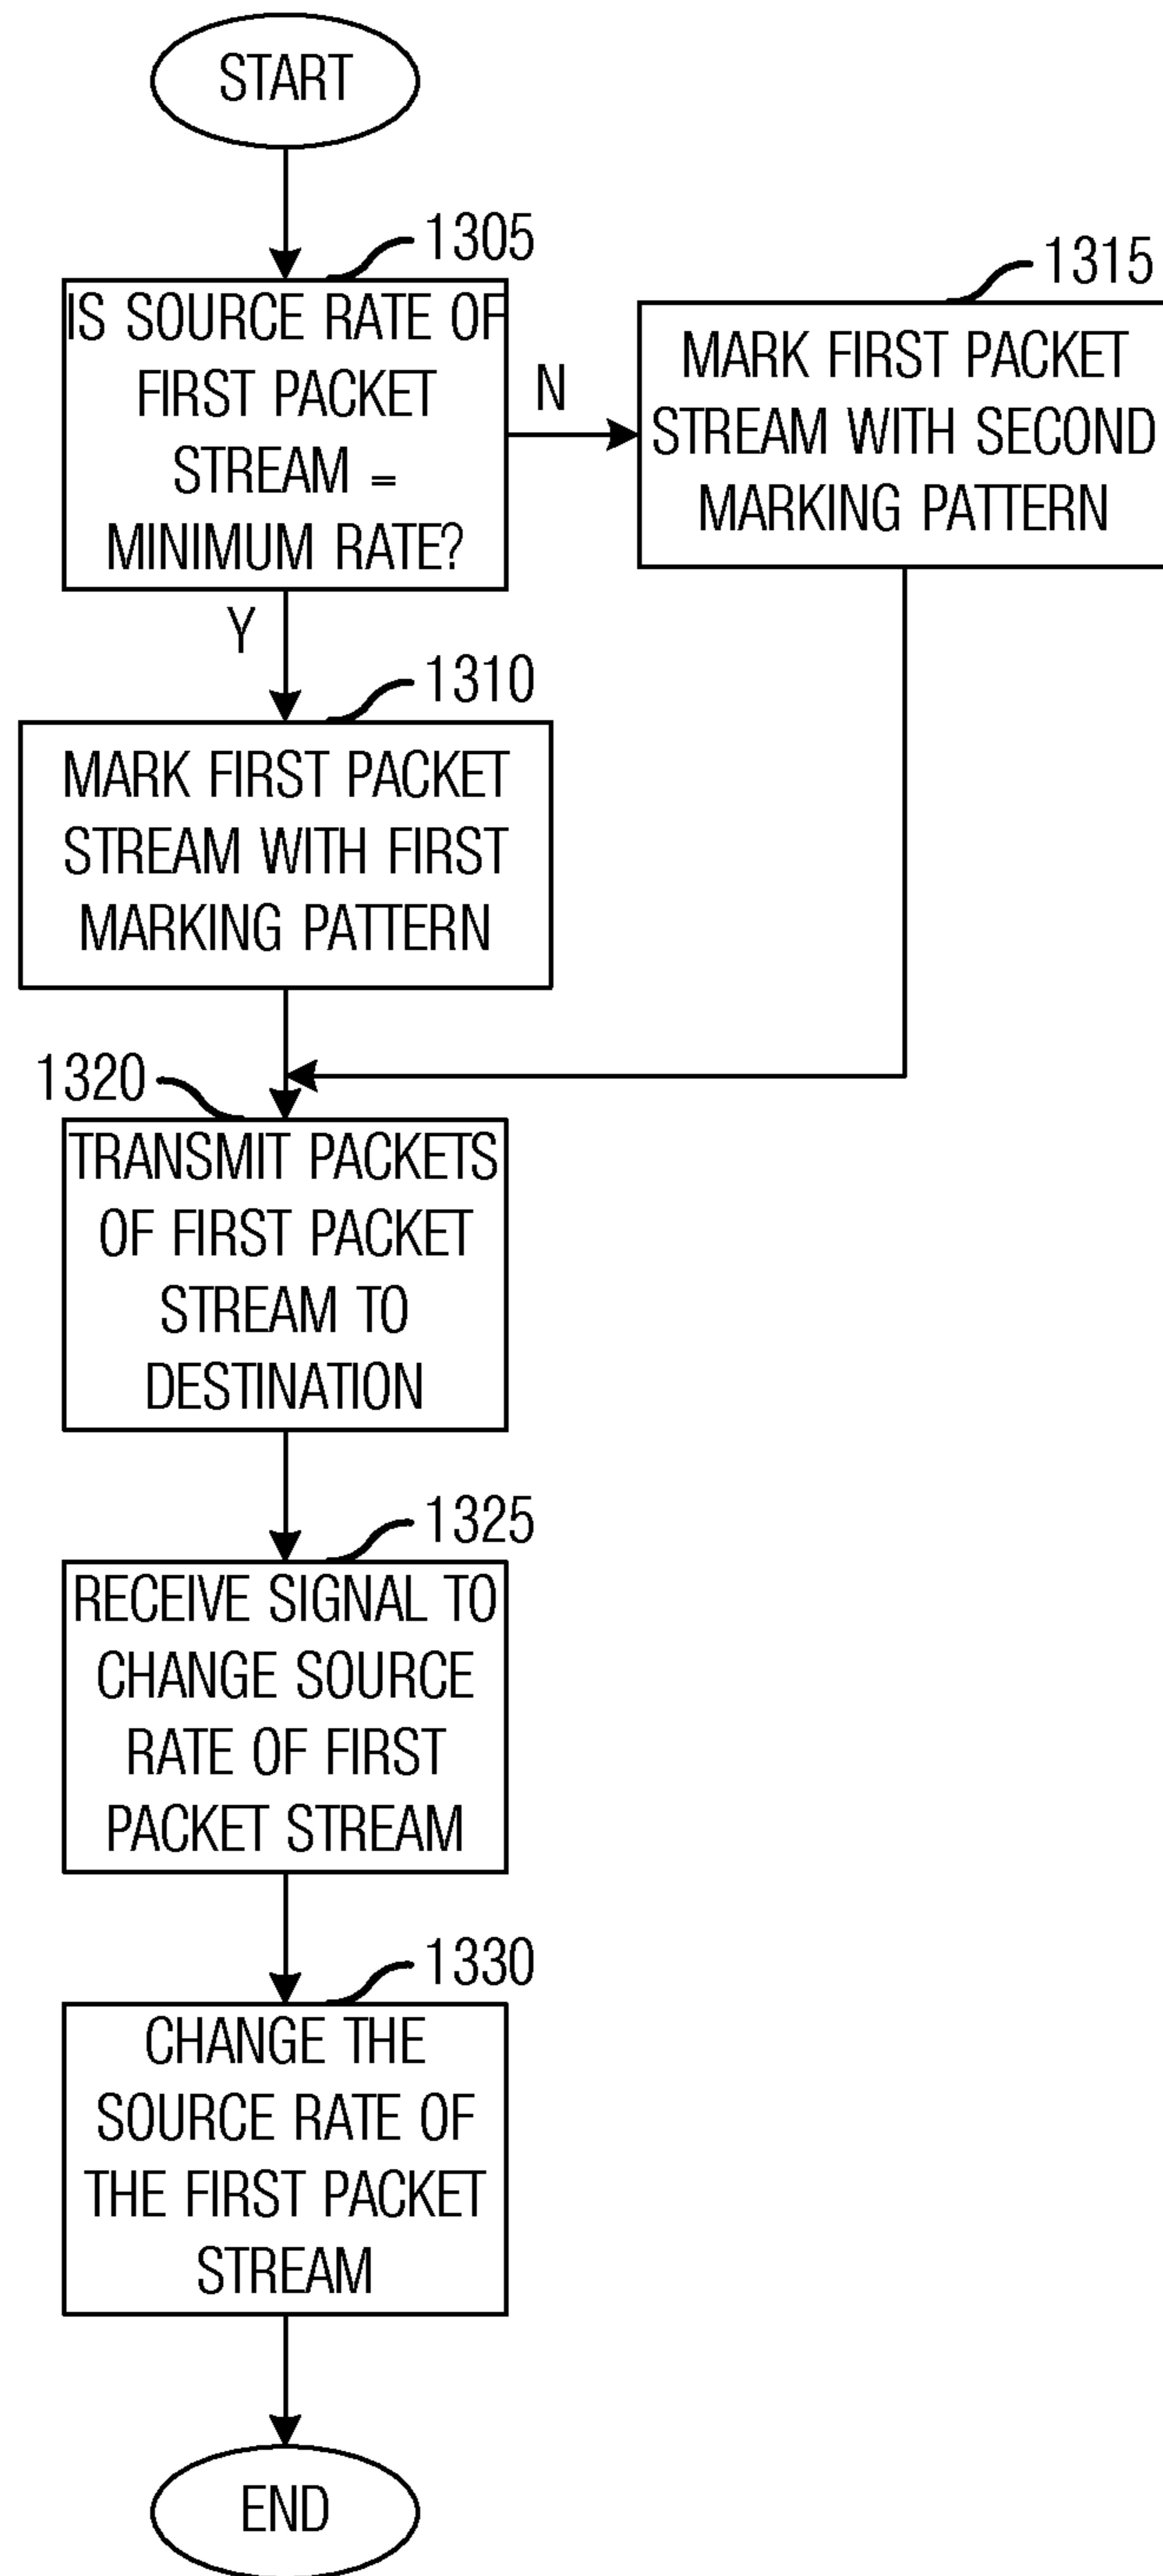 START
1305
IS SOURCE RATE OF
FIRST PACKET
STREAM =
MINIMUM RATE?
N
1315
MARK FIRST PACKET
STREAM WITH SECOND
MARKING PATTERN
Y
1310
MARK FIRST PACKET
STREAM WITH FIRST
MARKING PATTERN
1320
TRANSMIT PACKETS
OF FIRST PACKET
STREAM TO
DESTINATION
1325
RECEIVE SIGNAL TO
CHANGE SOURCE
RATE OF FIRST
PACKET STREAM
1330
CHANGE THE
SOURCE RATE OF
THE FIRST PACKET
STREAM
END